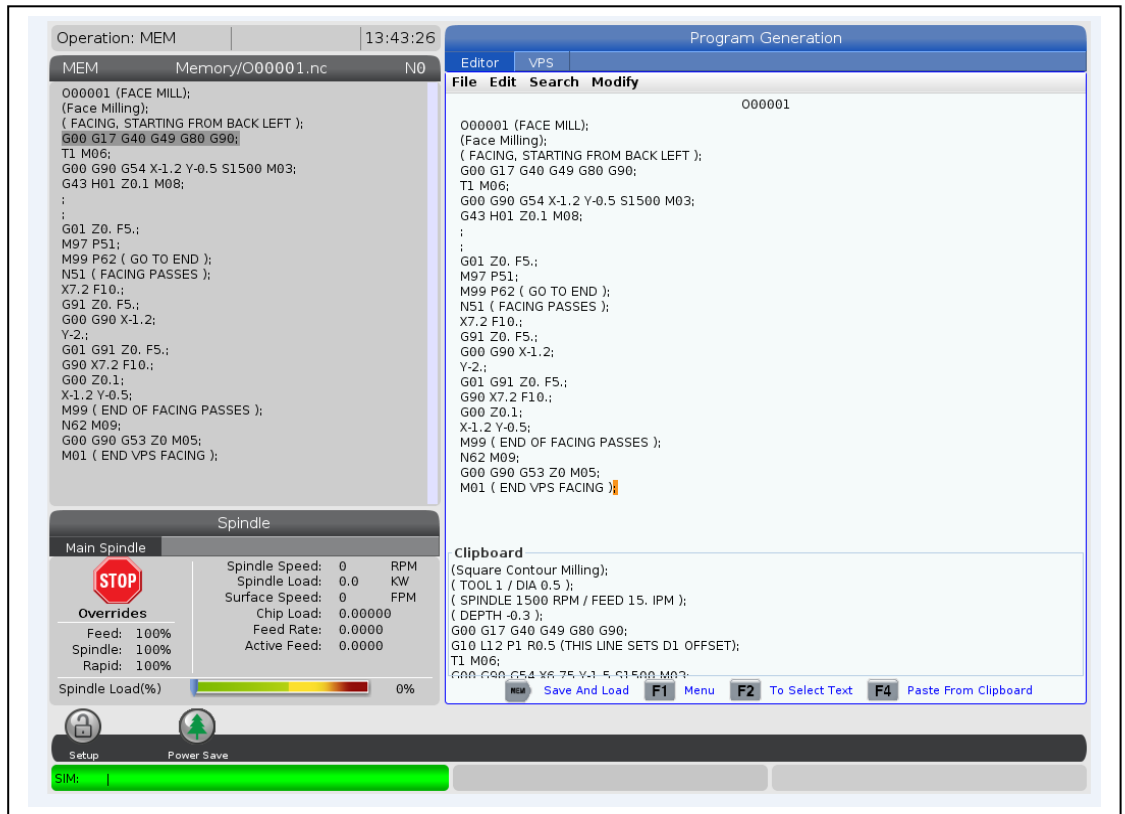 Operation: MEM 13:43:26
MEM Memory/O00001.nc N0
O00001 (FACE MILL);
(Face Milling);
( FACING, STARTING FROM BACK LEFT );
G00 G17 G40 G49 G80 G90;
T1 M06;
G00 G90 G54 X-1.2 Y-0.5 S1500 M03;
G43 H01 Z0.1 M08;
;
;
G01 Z0. F5.;
M97 P51;
M99 P62 ( GO TO END );
N51 ( FACING PASSES );
X7.2 F10.;
G91 Z0. F5.;
G00 G90 X-1.2;
Y-2.;
G01 G91 Z0. F5.;
G90 X7.2 F10.;
G00 Z0.1;
X-1.2 Y-0.5;
M99 ( END OF FACING PASSES );
N62 M09;
G00 G90 G53 Z0 M05;
M01 ( END VPS FACING );
Spindle
Main Spindle
STOP
Overrides
Feed: 100%
Spindle: 100%
Rapid: 100%
Spindle Speed: 0 RPM
Spindle Load: 0.0 KW
Surface Speed: 0 FPM
Chip Load: 0.00000
Feed Rate: 0.0000
Active Feed: 0.0000
Spindle Load(%) 0%
Program Generation
Editor VPS
File Edit Search Modify
O00001
O00001 (FACE MILL);
(Face Milling);
( FACING, STARTING FROM BACK LEFT );
G00 G17 G40 G49 G80 G90;
T1 M06;
G00 G90 G54 X-1.2 Y-0.5 S1500 M03;
G43 H01 Z0.1 M08;
;
;
G01 Z0. F5.;
M97 P51;
M99 P62 ( GO TO END );
N51 ( FACING PASSES );
X7.2 F10.;
G91 Z0. F5.;
G00 G90 X-1.2;
Y-2.;
G01 G91 Z0. F5.;
G90 X7.2 F10.;
G00 Z0.1;
X-1.2 Y-0.5;
M99 ( END OF FACING PASSES );
N62 M09;
G00 G90 G53 Z0 M05;
M01 ( END VPS FACING );
Clipboard
(Square Contour Milling);
( TOOL 1 / DIA 0.5 );
( SPINDLE 1500 RPM / FEED 15. IPM );
( DEPTH -0.3 );
G00 G17 G40 G49 G80 G90;
G10 L12 P1 R0.5 (THIS LINE SETS D1 OFFSET);
T1 M06;
G00 G90 G54 X6.75 Y-1.5 S1500 M03;
MEM Save And Load F1 Menu F2 To Select Text F4 Paste From Clipboard
Setup Power Save
SIM: